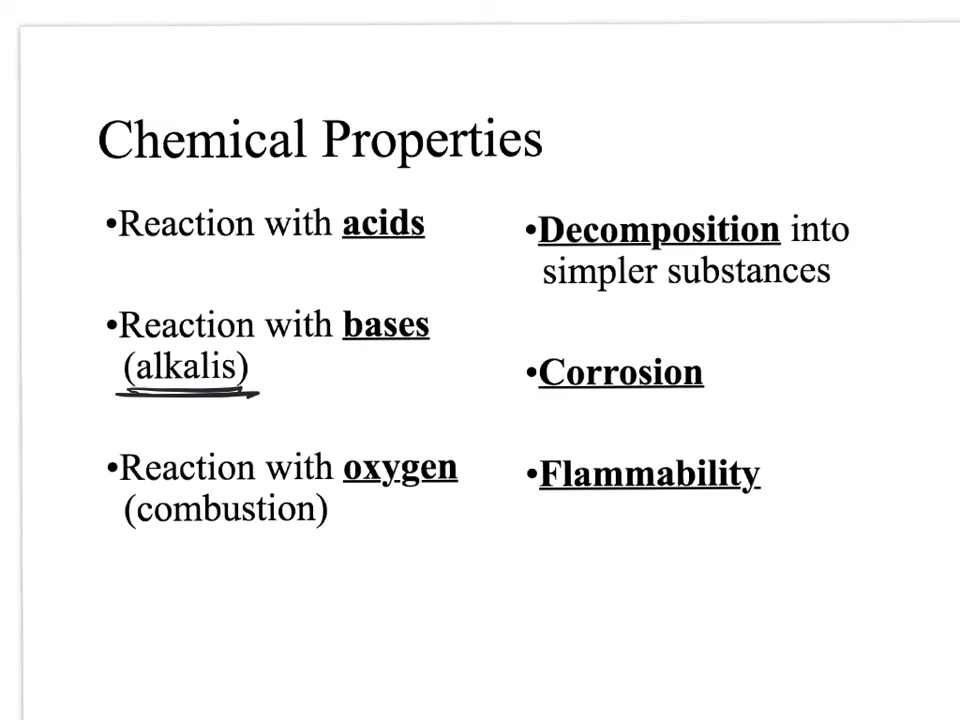 Chemical Properties
•Reaction with acids
•Reaction with bases
(alkalis)
•Reaction with oxygen
(combustion)
•Decomposition into
simpler substances
•Corrosion
•Flammability